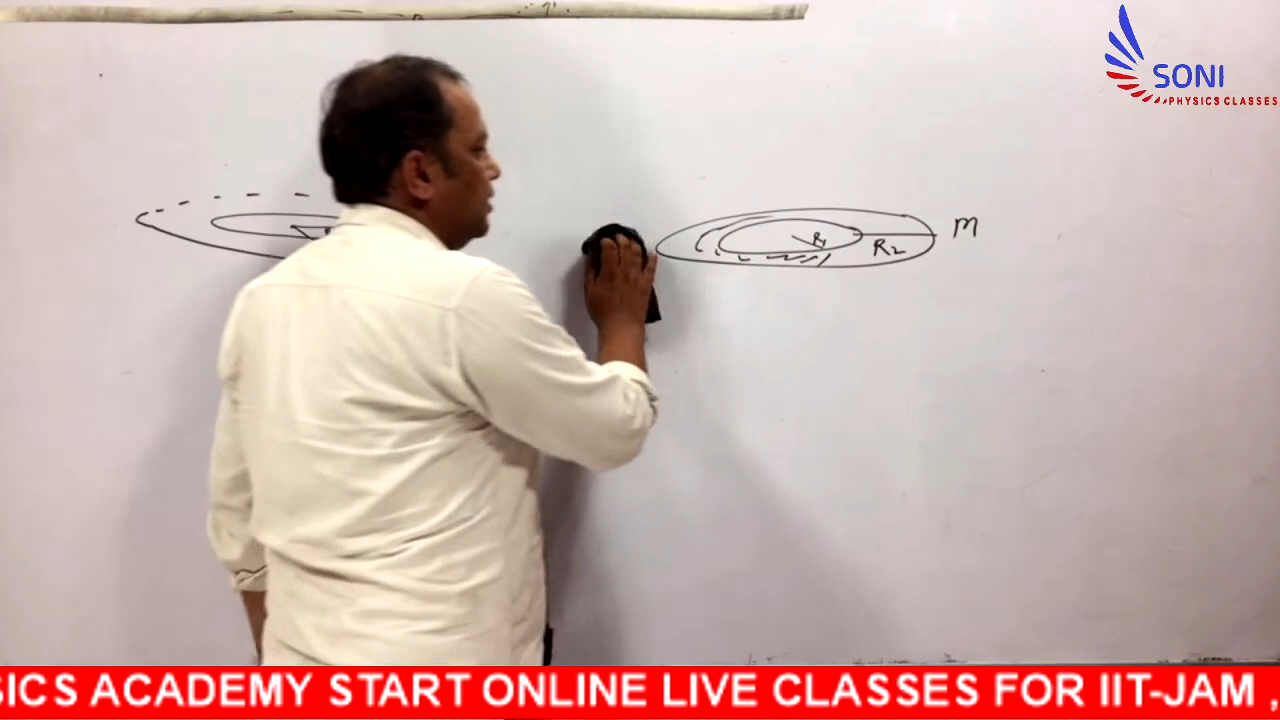 SONI
PHYSICS CLASSES
R1
R2
M
SICS ACADEMY START ONLINE LIVE CLASSES FOR IIT-JAM ,